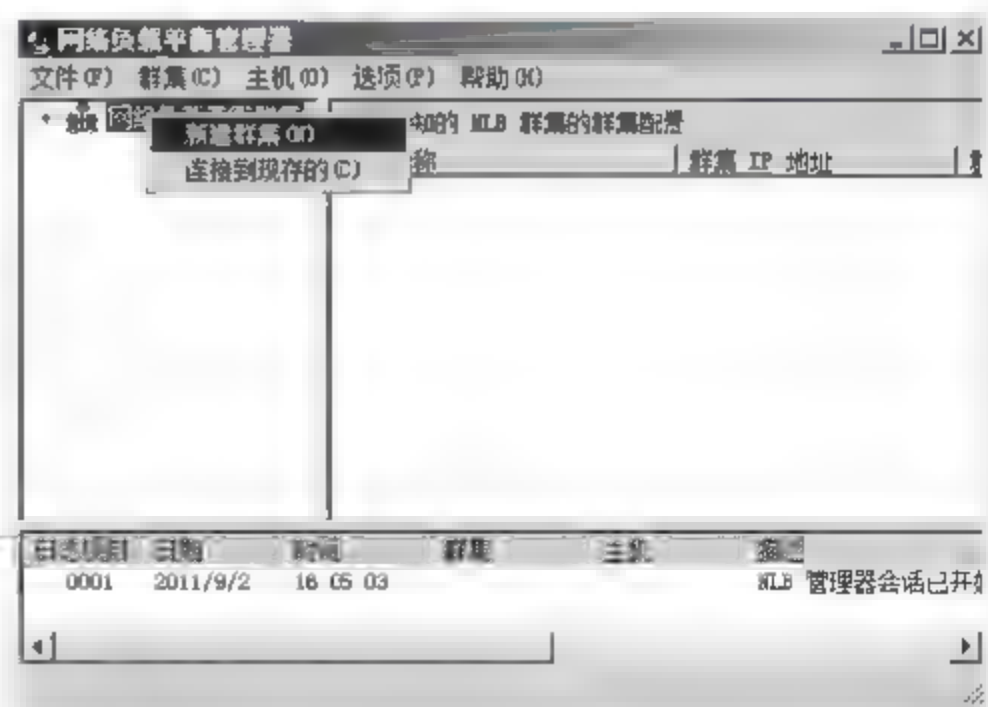 网络负载平衡管理器
文件(F) 群集(C) 主机(O) 选项(P) 帮助(H)
新建群集(N)
连接到现存的(C)
知的 NLB 群集的群集配置
称 群集 IP 地址
日志项目 日期 时间 群集 主机 描述
0001 2011/9/2 16 05 03 NLB 管理器会话已开始